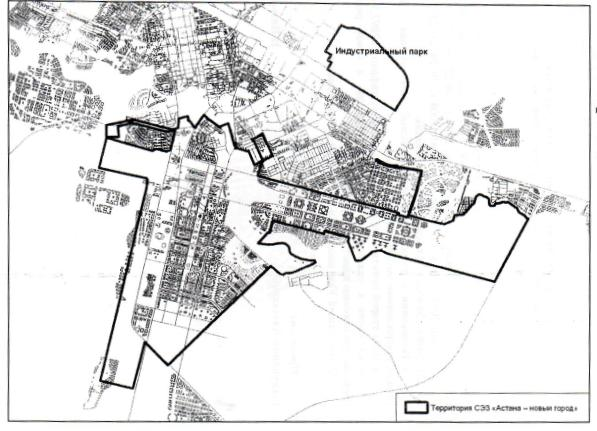 Индустриальный парк
Территория СЭЗ «Астана – новый город»